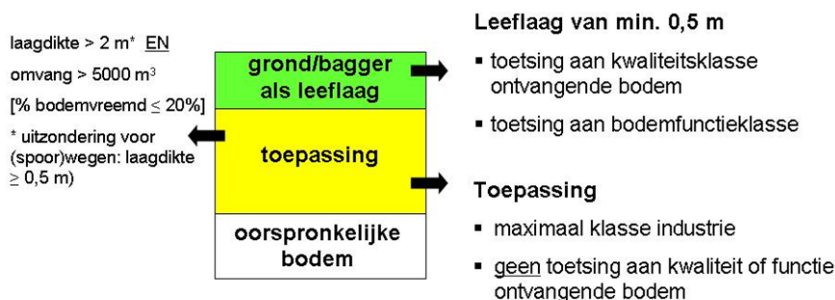 laagdikte > 2 m* EN
omvang > 5000 m³
[% bodemvreemd ≤ 20%]
* uitzondering voor
(spoor)wegen: laagdikte
≥ 0,5 m)
grond/bagger
als leeflaag
toepassing
oorspronkelijke
bodem
Leeflaag van min. 0,5 m
▪ toetsing aan kwaliteitsklasse
ontvangende bodem
▪ toetsing aan bodemfunctieklasse
Toepassing
▪ maximaal klasse industrie
▪ geen toetsing aan kwaliteit of functie
ontvangende bodem